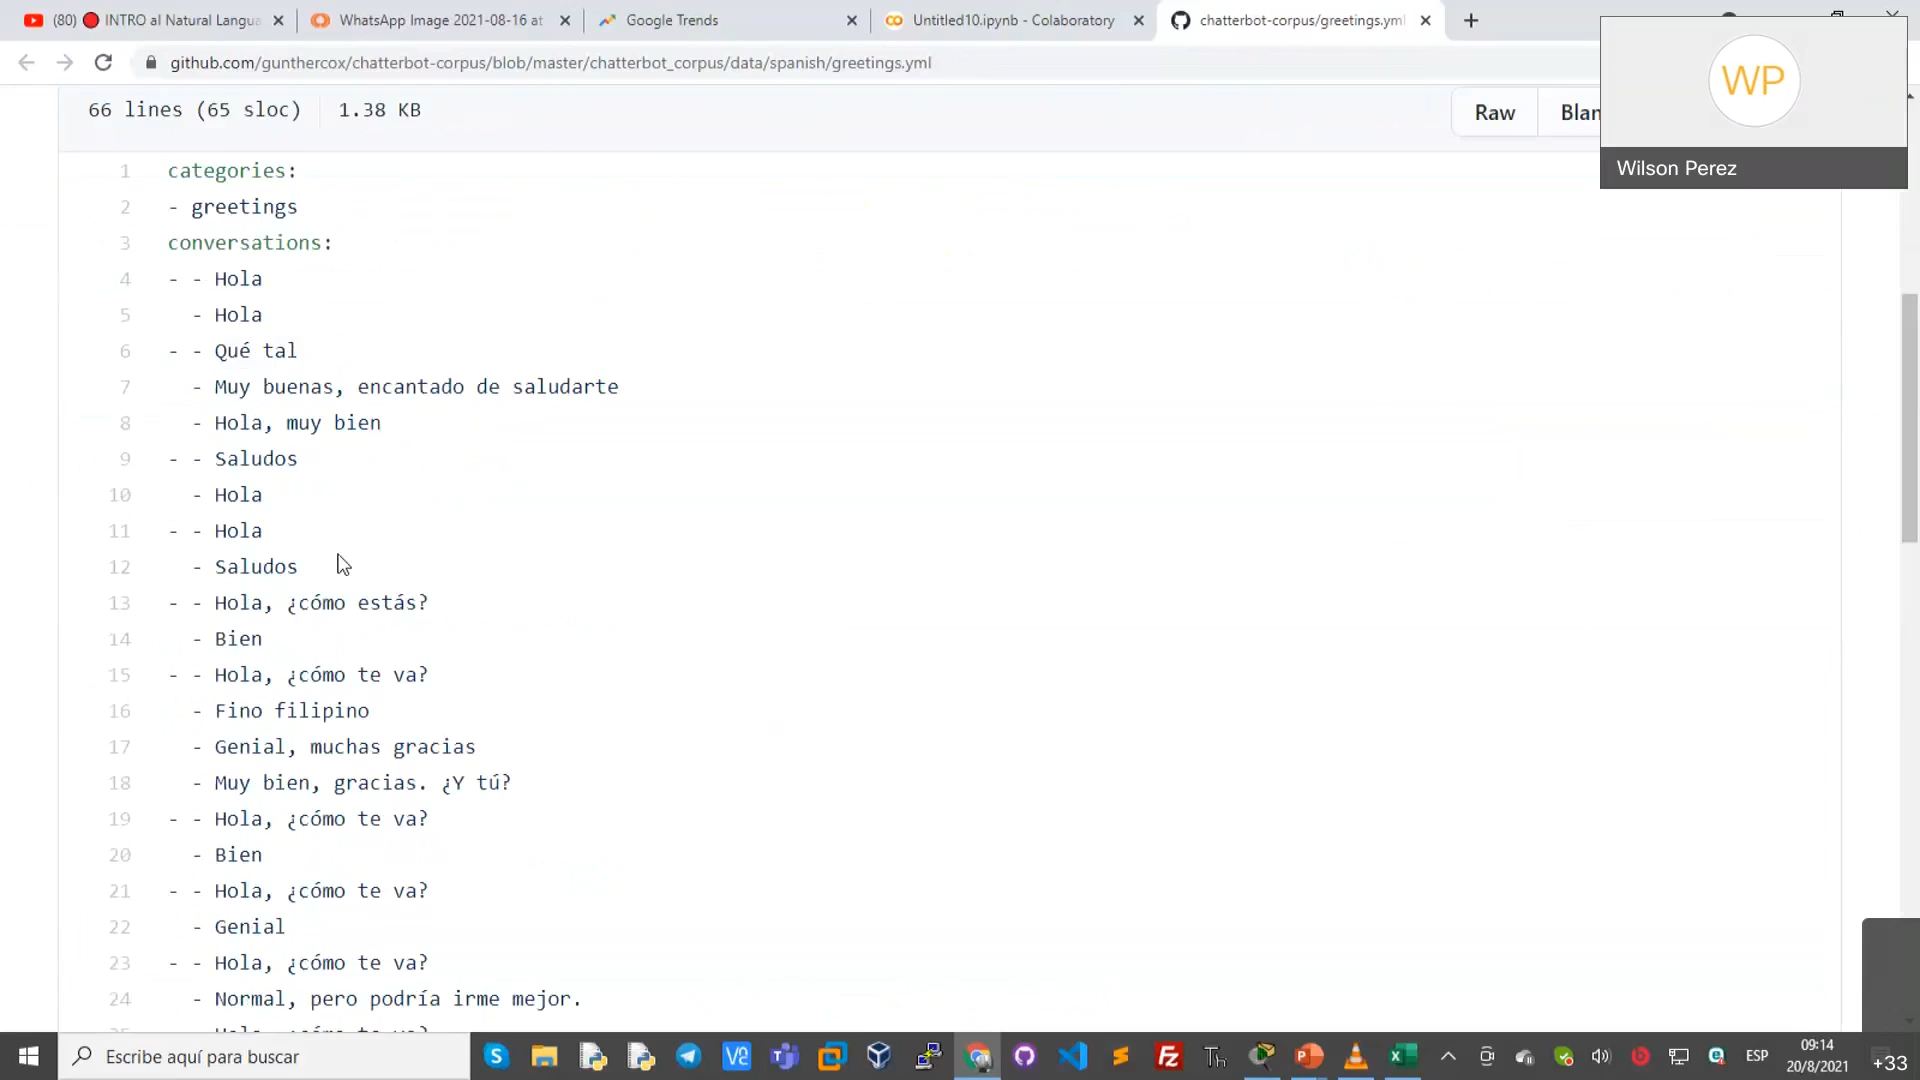 (80) 🔴 INTRO al Natural Langua
WhatsApp Image 2021-08-16 at
Google Trends
Untitled10.ipynb - Colaboratory
chatterbot-corpus/greetings.yml
github.com/gunthercox/chatterbot-corpus/blob/master/chatterbot_corpus/data/spanish/greetings.yml
WP
Wilson Perez
66 lines (65 sloc) 1.38 KB
Raw
Blam
1 categories:
2 - greetings
3 conversations:
4 - - Hola
5 - Hola
6 - - Qué tal
7 - Muy buenas, encantado de saludarte
8 - Hola, muy bien
9 - - Saludos
10 - Hola
11 - - Hola
12 - Saludos
13 - - Hola, ¿cómo estás?
14 - Bien
15 - - Hola, ¿cómo te va?
16 - Fino filipino
17 - Genial, muchas gracias
18 - Muy bien, gracias. ¿Y tú?
19 - - Hola, ¿cómo te va?
20 - Bien
21 - - Hola, ¿cómo te va?
22 - Genial
23 - - Hola, ¿cómo te va?
24 - Normal, pero podría irme mejor.
Escribe aquí para buscar
ESP
09:14
20/8/2021
+33